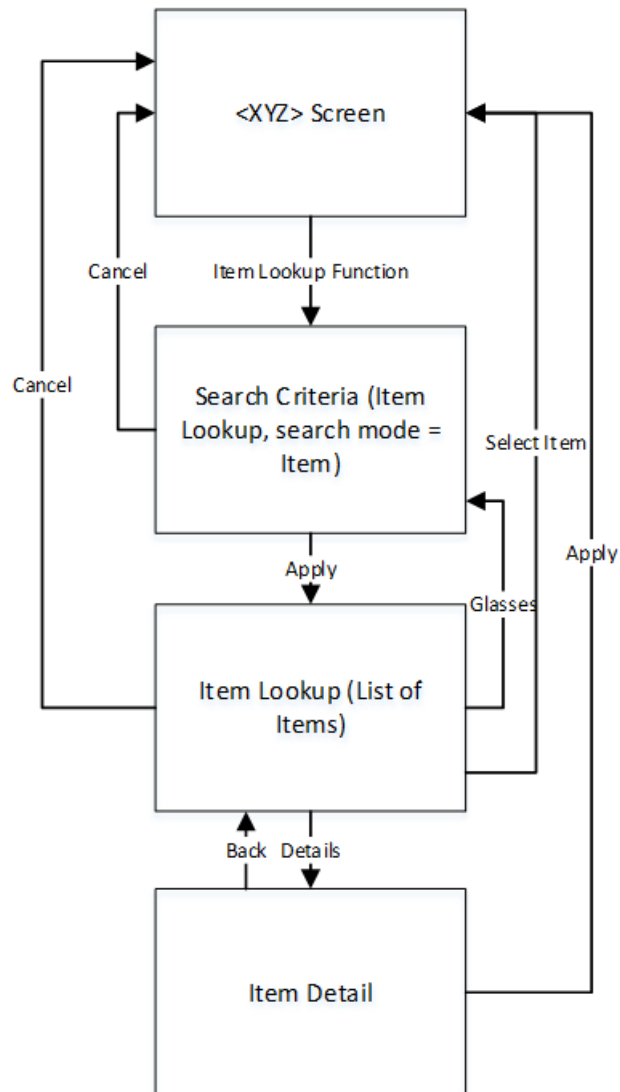 <XYZ> Screen
Cancel
Item Lookup Function
Cancel
Search Criteria (Item
Lookup, search mode =
Item)
Select Item
Apply
Apply
Glasses
Item Lookup (List of
Items)
Back
Details
Item Detail